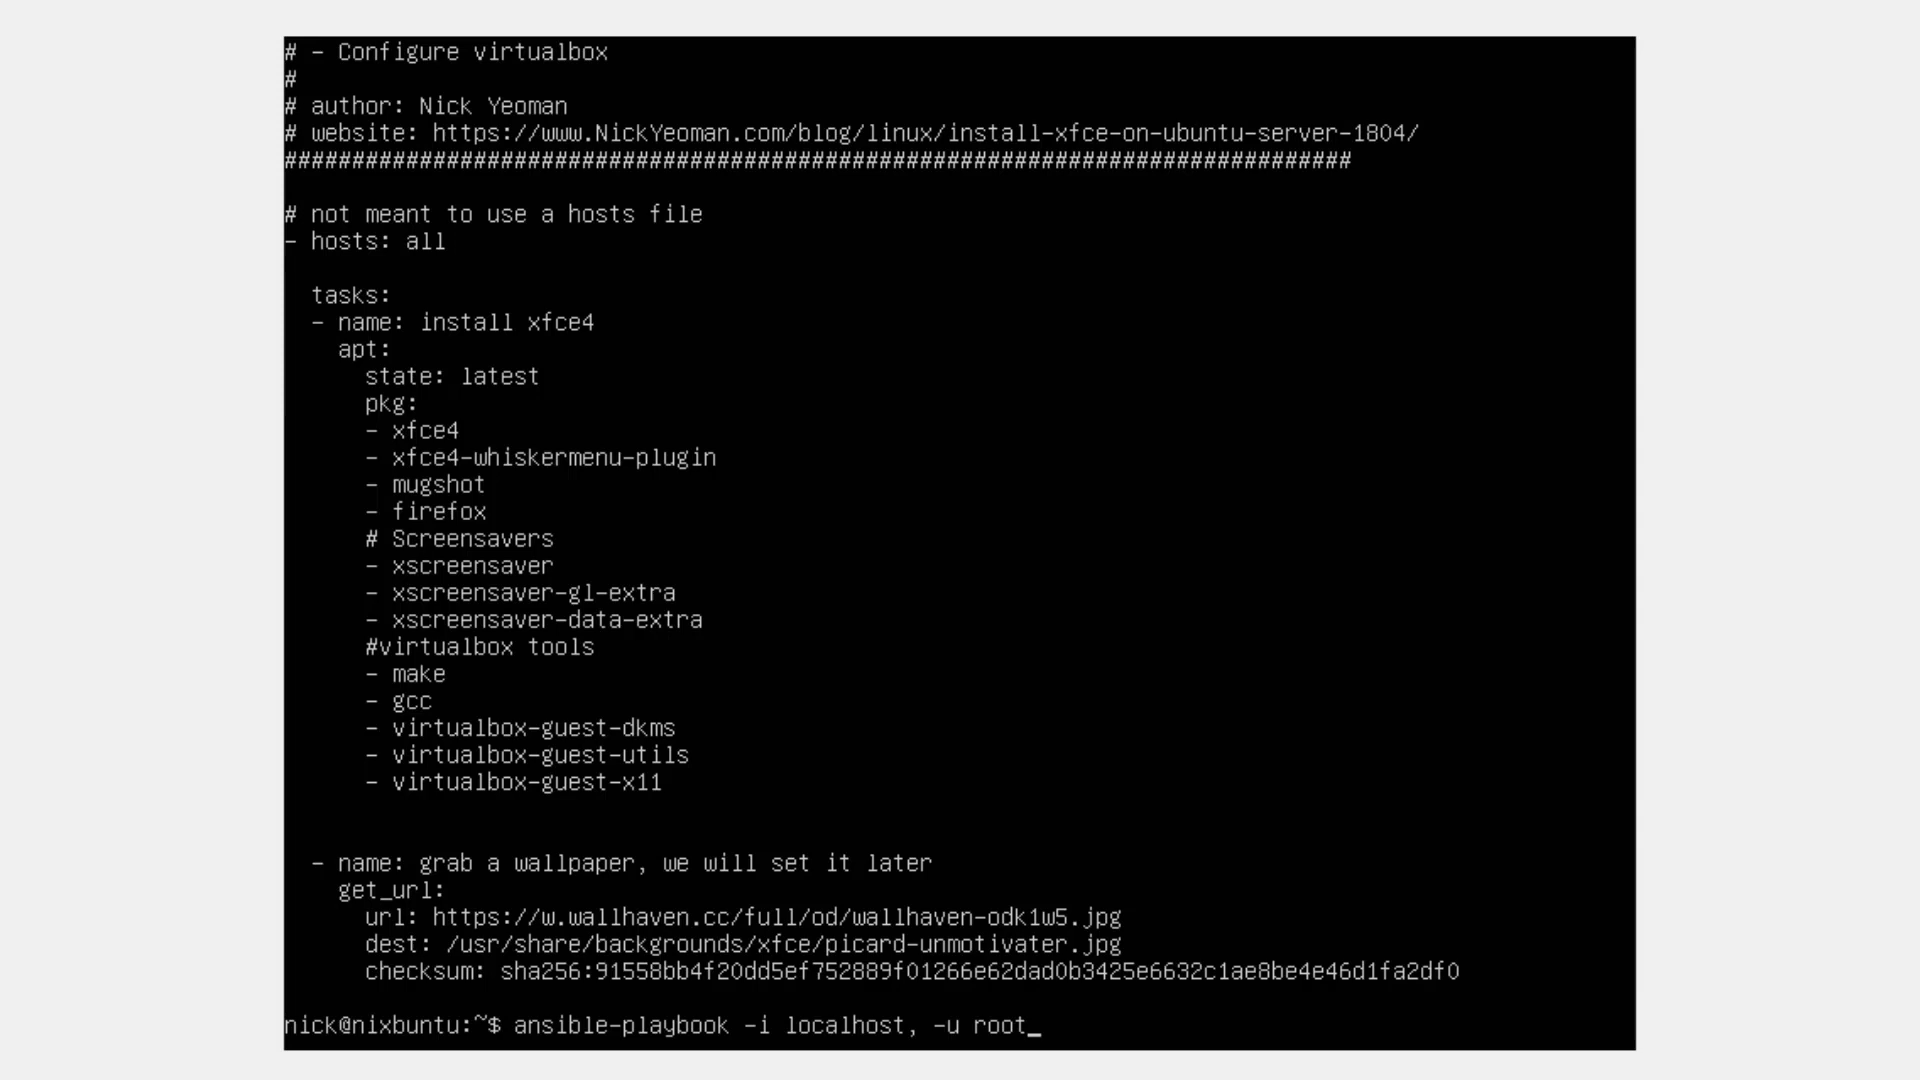 # - Configure virtualbox
#
# author: Nick Yeoman
# website: https://www.NickYeoman.com/blog/linux/install-xfce-on-ubuntu-server-1804/
###############################################################################
# not meant to use a hosts file
- hosts: all
tasks:
- name: install xfce4
apt:
state: latest
pkg:
- xfce4
- xfce4-whiskermenu-plugin
- mugshot
- firefox
# Screensavers
- xscreensaver
- xscreensaver-gl-extra
- xscreensaver-data-extra
#virtualbox tools
- make
- gcc
- virtualbox-guest-dkms
- virtualbox-guest-utils
- virtualbox-guest-x11
- name: grab a wallpaper, we will set it later
get_url:
url: https://w.wallhaven.cc/full/od/wallhaven-odk1w5.jpg
dest: /usr/share/backgrounds/xfce/picard-unmotivater.jpg
checksum: sha256:91558bb4f20dd5ef752889f01266e62dad0b3425e6632c1ae8be4e46d1fa2df0
nick@nixbuntu:~$ ansible-playbook -i localhost, -u root_